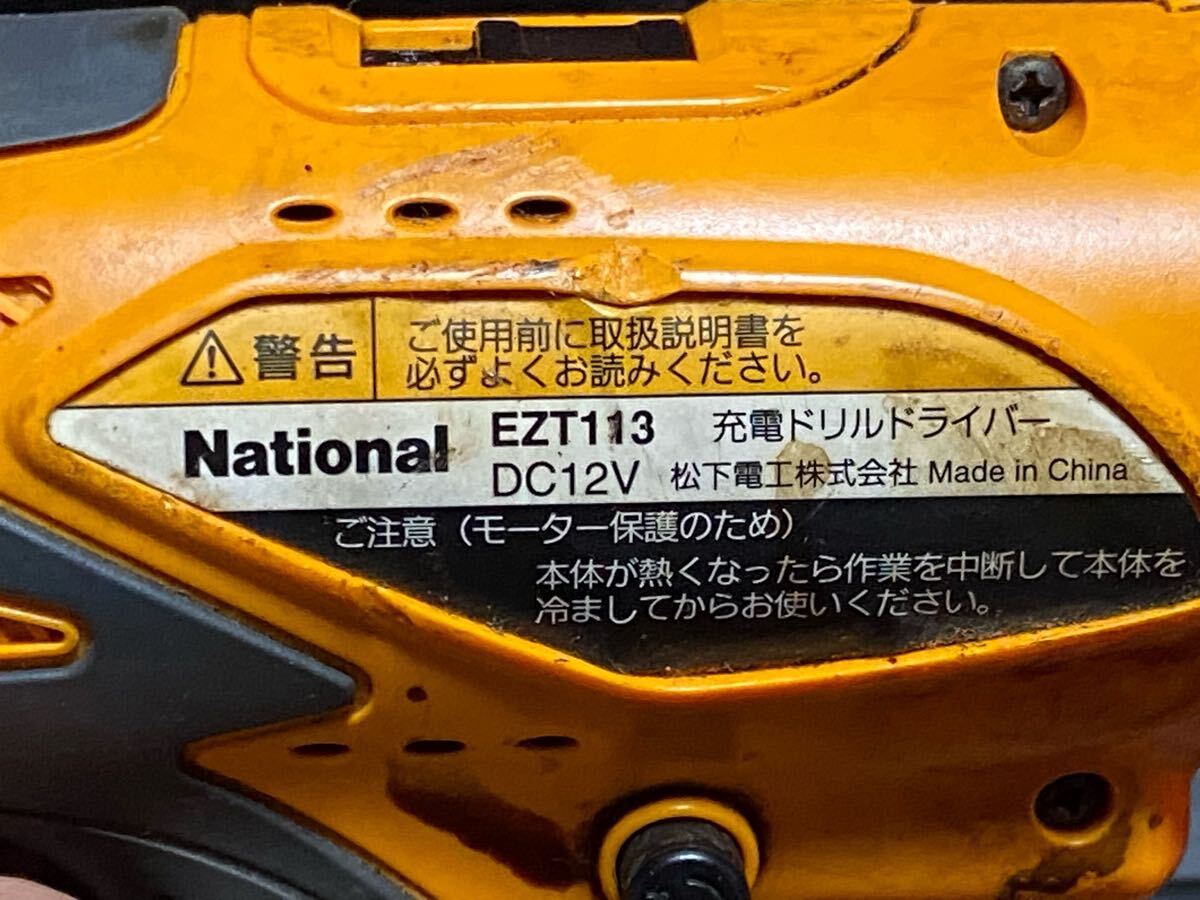 警告
ご使用前に取扱説明書を
必ずよくお読みください。
National
EZT113 充電ドリルドライバー
DC12V 松下電工株式会社 Made in China
ご注意（モーター保護のため）
本体が熱くなったら作業を中断して本体を
冷ましてからお使いください。